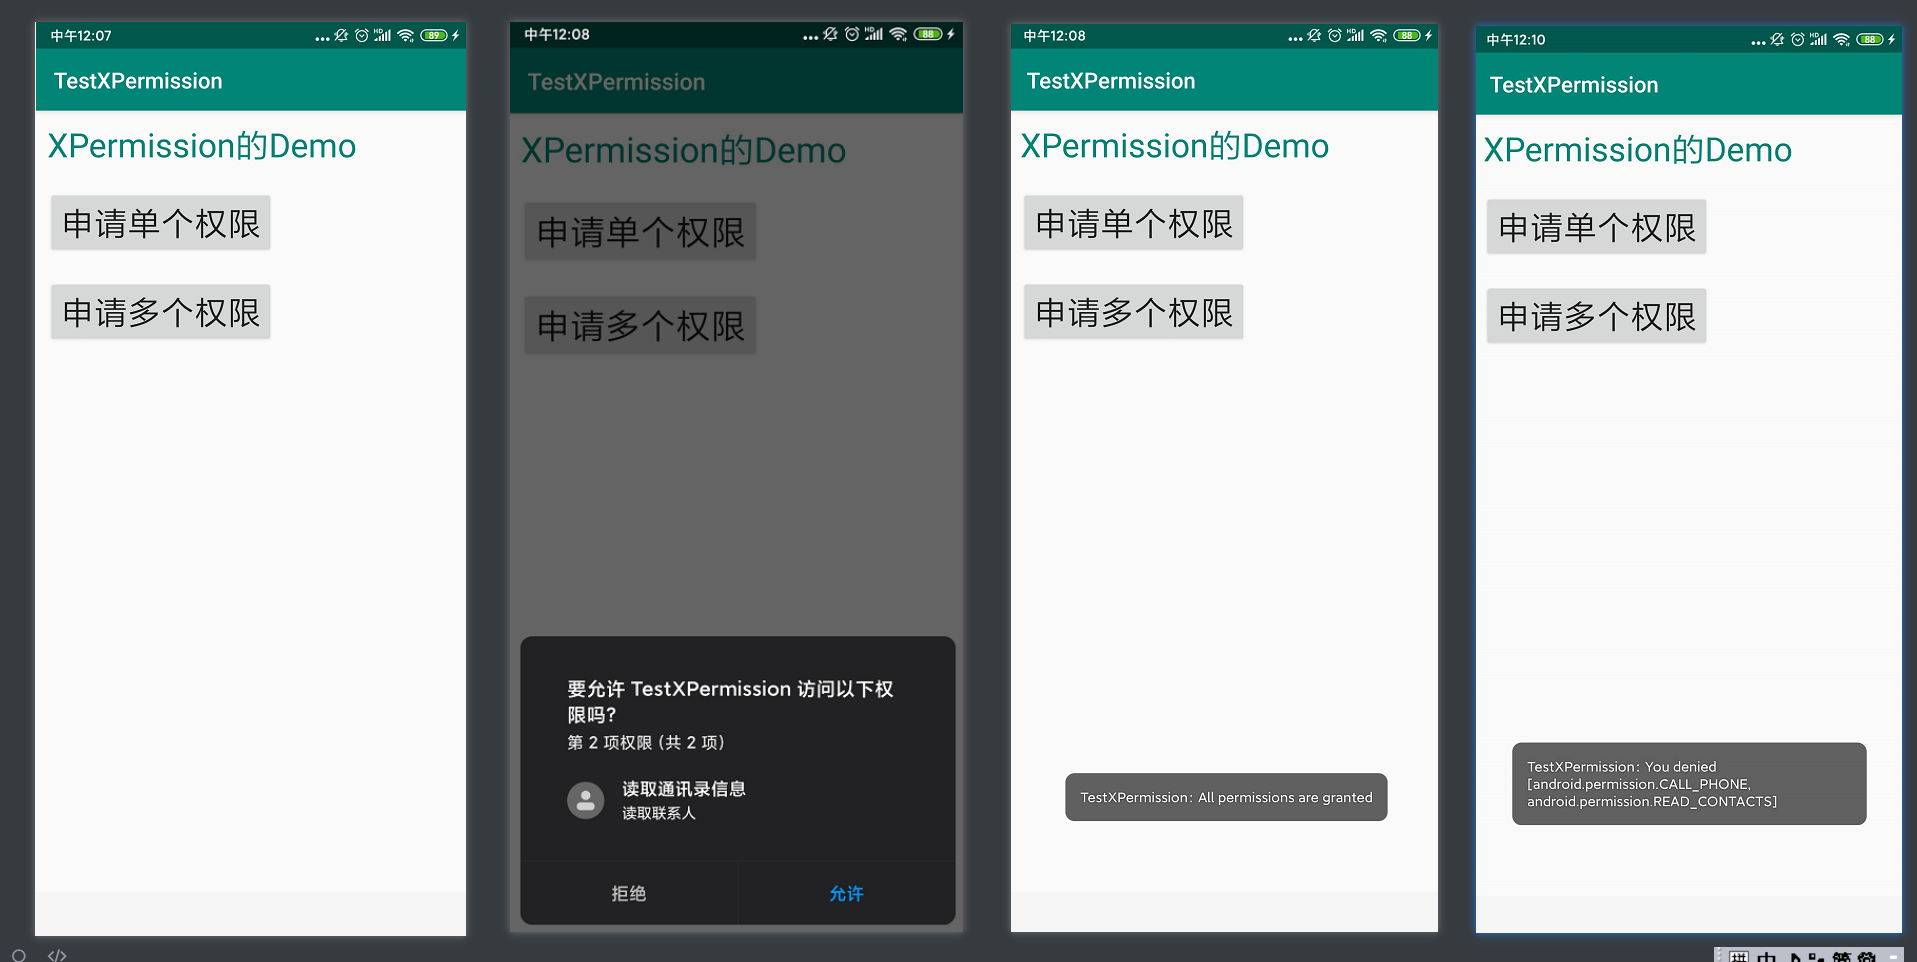 中午12:07
89
TestXPermission
XPermission的Demo
申请单个权限
申请多个权限
中午12:08
88
TestXPermission
XPermission的Demo
申请单个权限
申请多个权限
要允许 TestXPermission 访问以下权
限吗?
第 2 项权限 (共 2 项)
读取通讯录信息
读取联系人
拒绝
允许
中午12:08
88
TestXPermission
XPermission的Demo
申请单个权限
申请多个权限
TestXPermission: All permissions are granted
中午12:10
88
TestXPermission
XPermission的Demo
申请单个权限
申请多个权限
TestXPermission: You denied
[android.permission.CALL_PHONE,
android.permission.READ_CONTACTS]